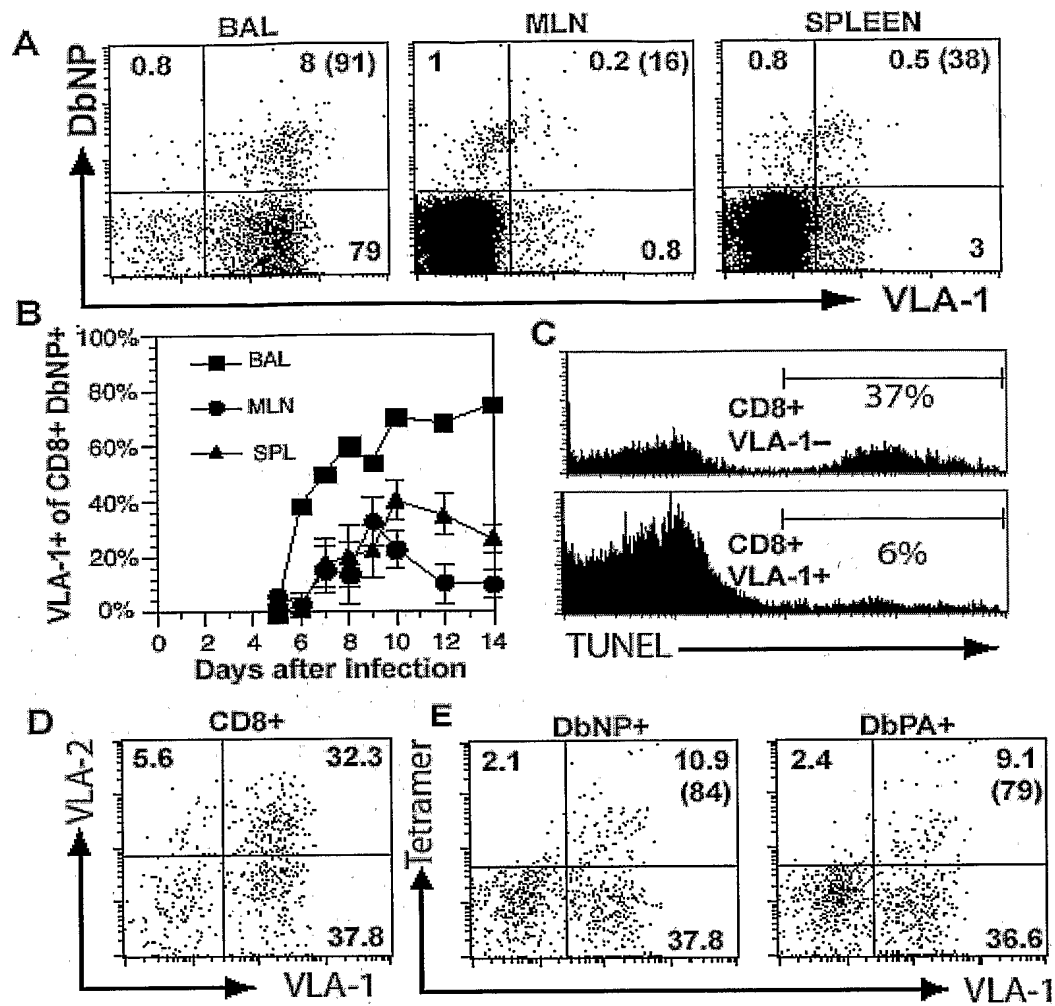 A
BAL
MLN
SPLEEN
DbNP
0.8
8 (91)
1
0.2 (16)
0.8
0.5 (38)
79
0.8
3
VLA-1
B
VLA-1+ of CD8+ DbNP+
100%
80%
60%
40%
20%
0%
BAL
MLN
SPL
0 2 4 6 8 10 12 14
Days after infection
C
37%
CD8+
VLA-1–
6%
CD8+
VLA-1+
TUNEL
D
CD8+
VLA-2
5.6
32.3
37.8
VLA-1
E
DbNP+
DbPA+
Tetramer
2.1
10.9
(84)
37.8
2.4
9.1
(79)
36.6
VLA-1